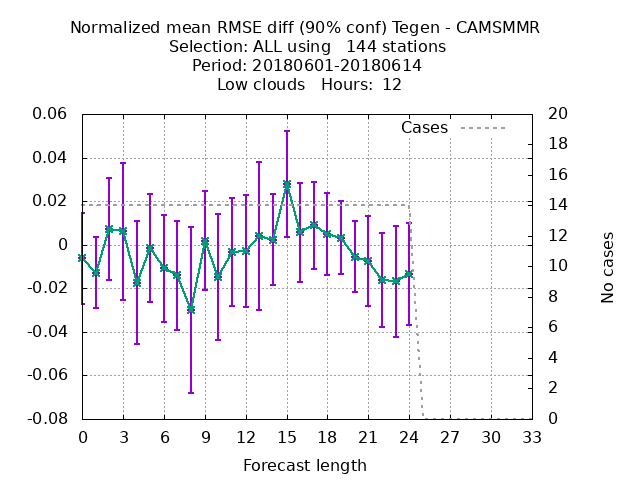 Normalized mean RMSE diff (90% conf) Tegen - CAMSMMR
Selection: ALL using   144 stations
Period: 20180601-20180614
Low clouds   Hours:  12
Cases
0.06
0.04
0.02
0
-0.02
-0.04
-0.06
-0.08
20
18
16
14
12
10
8
6
4
2
0
No cases
0 3 6 9 12 15 18 21 24 27 30 33
Forecast length